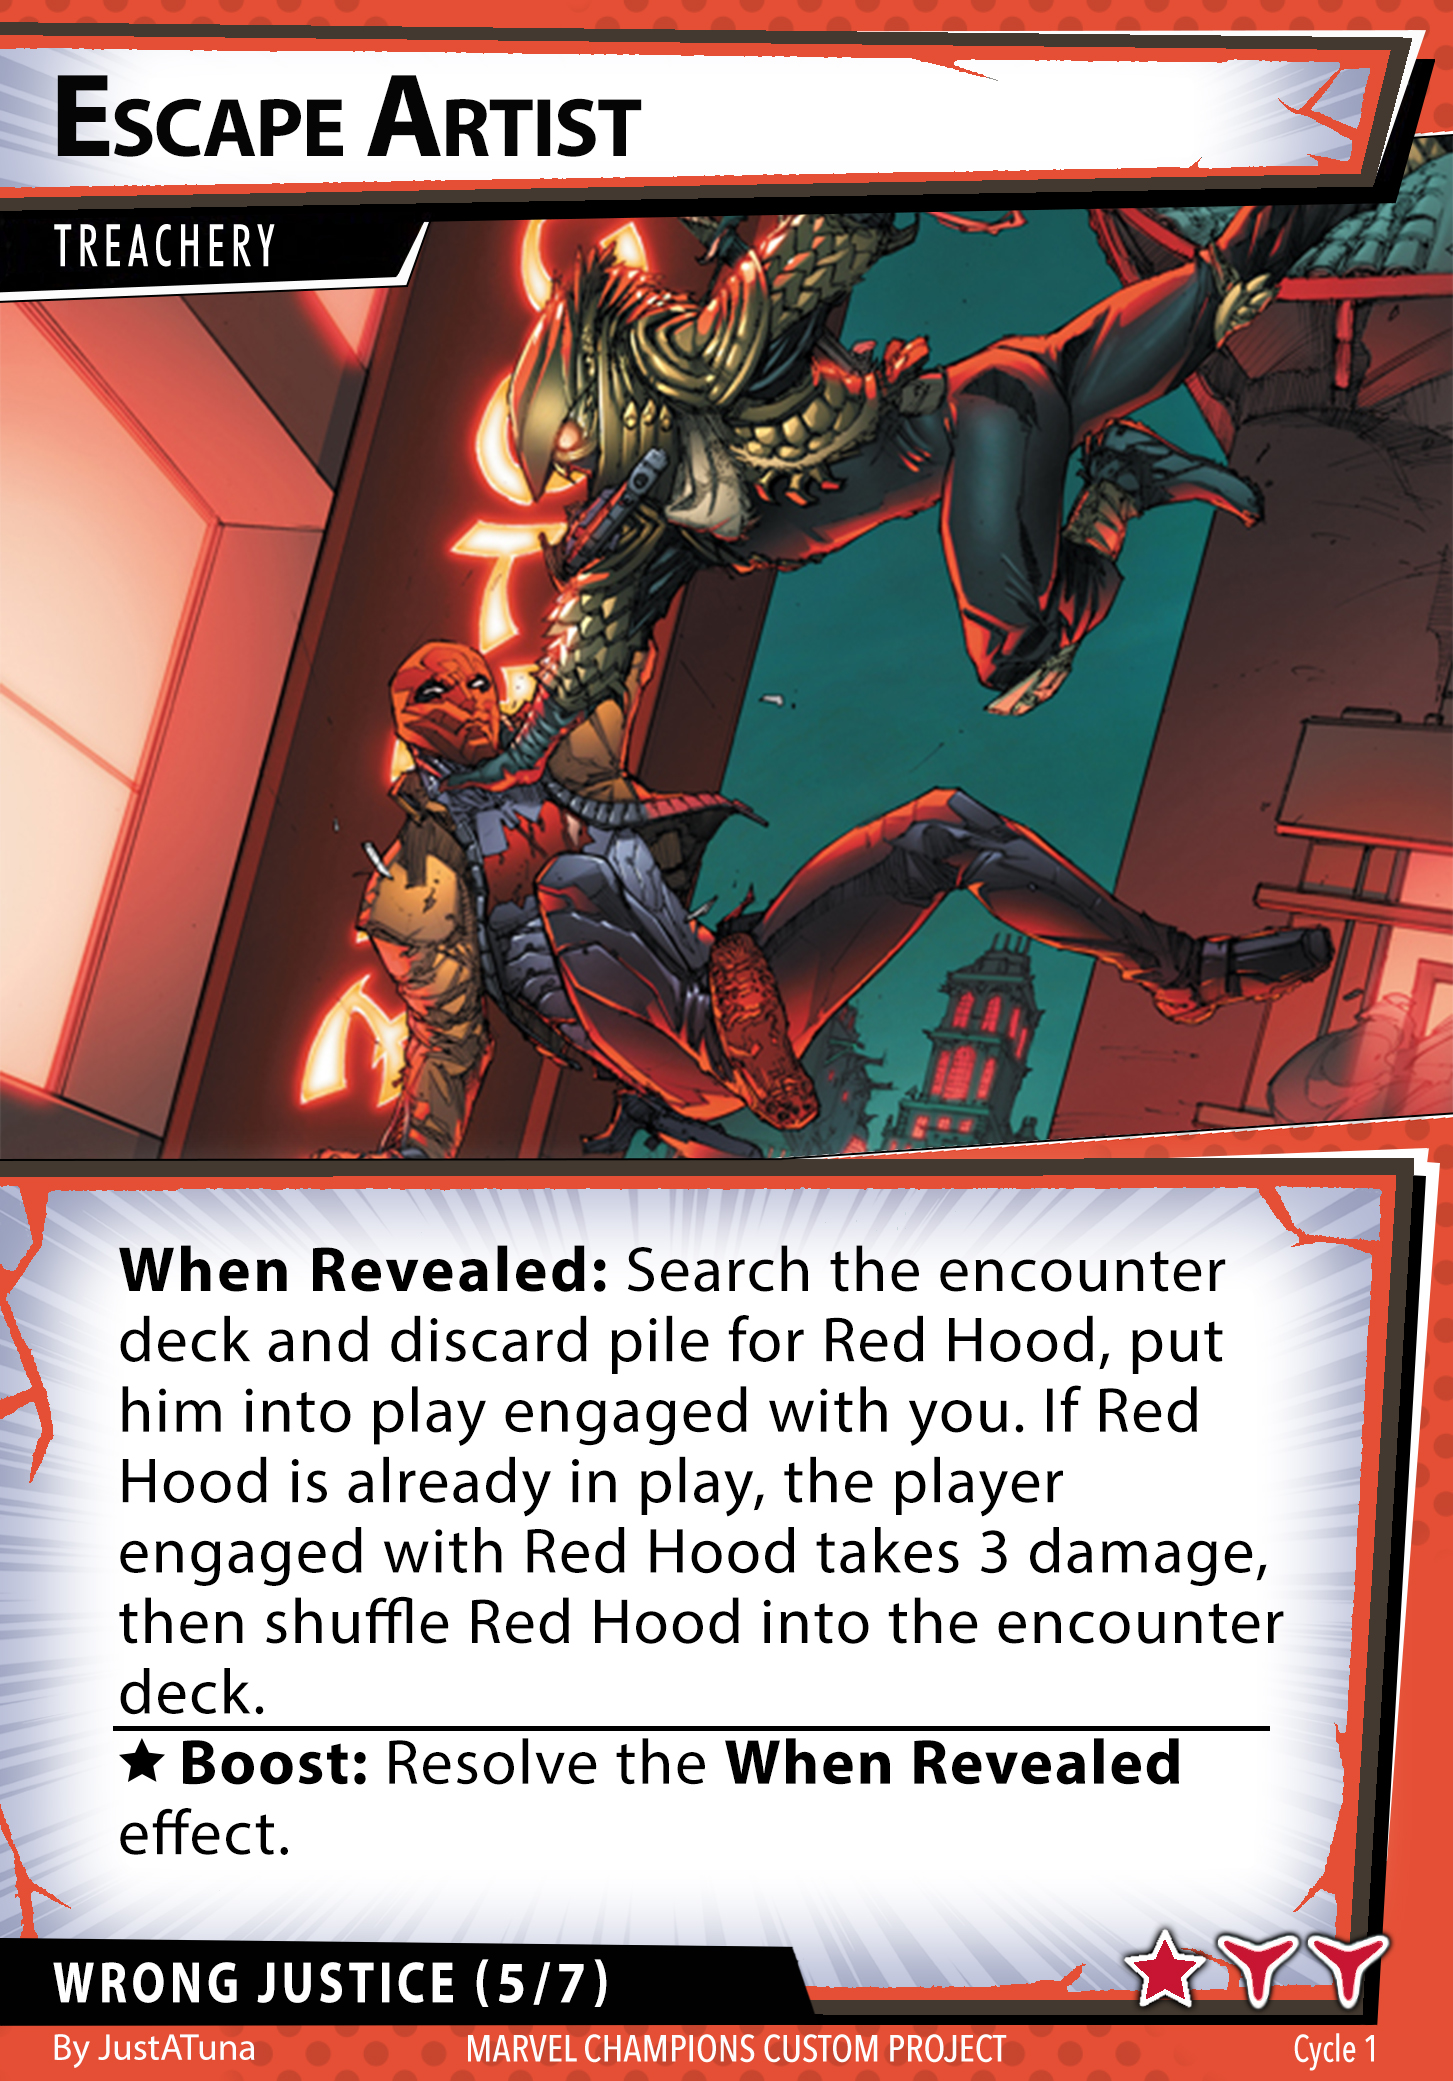 Escape Artist
TREACHERY
When Revealed: Search the encounter
deck and discard pile for Red Hood, put
him into play engaged with you. If Red
Hood is already in play, the player
engaged with Red Hood takes 3 damage,
then shuffle Red Hood into the encounter
deck.
★ Boost: Resolve the When Revealed
effect.
WRONG JUSTICE (5/7)
By JustATuna
MARVEL CHAMPIONS CUSTOM PROJECT
Cycle 1